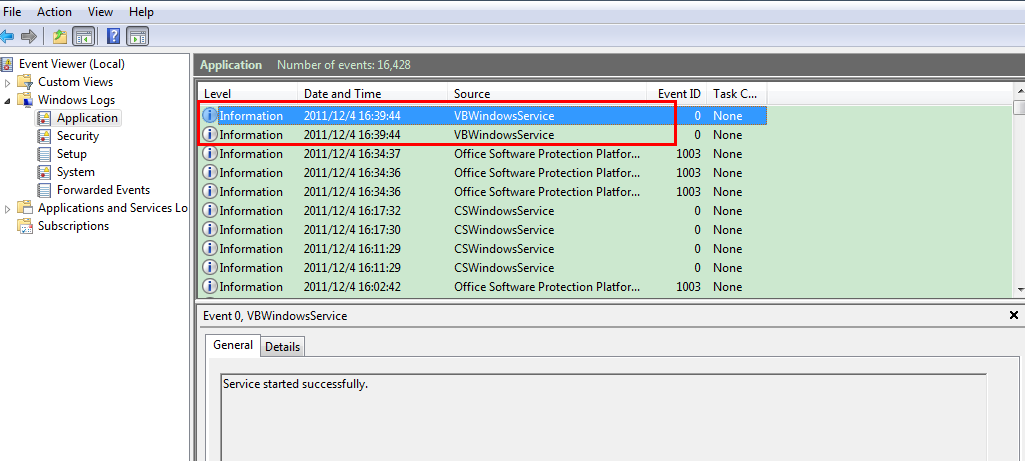 File Action View Help
Event Viewer (Local)
Custom Views
Windows Logs
Application
Security
Setup
System
Forwarded Events
Applications and Services Lo
Subscriptions
Application Number of events: 16,428
Level Date and Time Source Event ID Task C...
Information 2011/12/4 16:39:44 VBWindowsService 0 None
Information 2011/12/4 16:39:44 VBWindowsService 0 None
Information 2011/12/4 16:34:37 Office Software Protection Platfor... 1003 None
Information 2011/12/4 16:34:36 Office Software Protection Platfor... 1003 None
Information 2011/12/4 16:34:36 Office Software Protection Platfor... 1003 None
Information 2011/12/4 16:17:32 CSWindowsService 0 None
Information 2011/12/4 16:17:30 CSWindowsService 0 None
Information 2011/12/4 16:11:29 CSWindowsService 0 None
Information 2011/12/4 16:11:29 CSWindowsService 0 None
Information 2011/12/4 16:02:42 Office Software Protection Platfor... 1003 None
Event 0, VBWindowsService
General Details
Service started successfully.